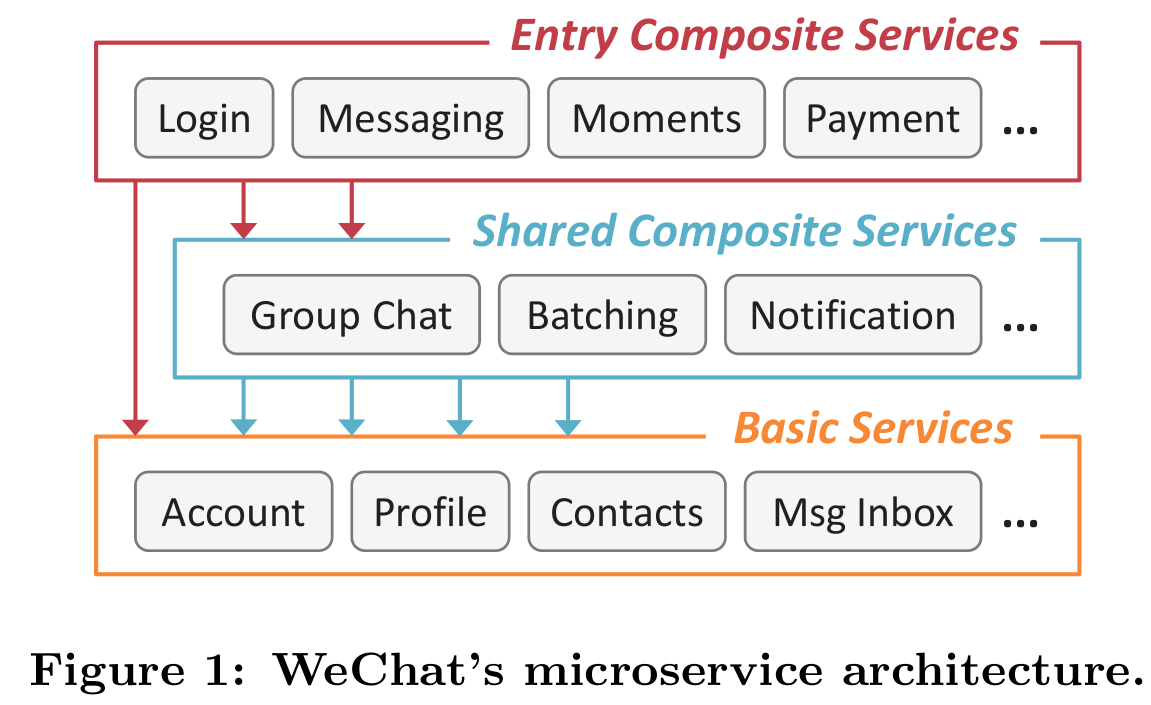 Entry Composite Services
Login Messaging Moments Payment ...
Shared Composite Services
Group Chat Batching Notification ...
Basic Services
Account Profile Contacts Msg Inbox ...
Figure 1: WeChat's microservice architecture.